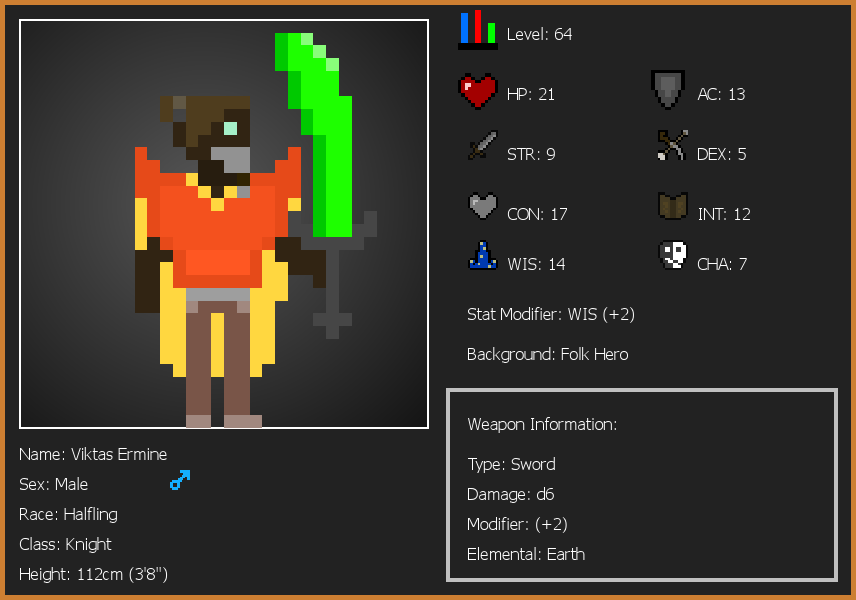 Level: 64
HP: 21
AC: 13
STR: 9
DEX: 5
CON: 17
INT: 12
WIS: 14
CHA: 7
Stat Modifier: WIS (+2)
Background: Folk Hero
Weapon Information:
Type: Sword
Damage: d6
Modifier: (+2)
Elemental: Earth
Name: Viktas Ermine
Sex: Male
Race: Halfling
Class: Knight
Height: 112cm (3'8")